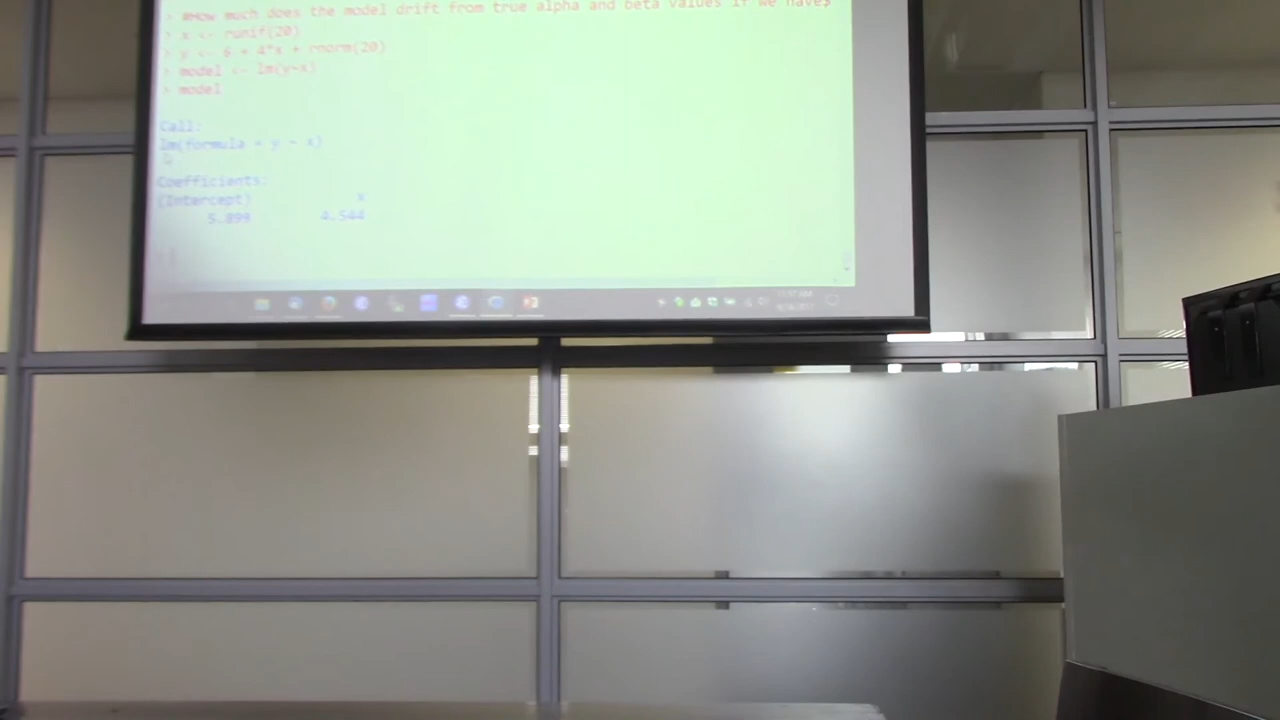 > #How much does the model drift from true alpha and beta values if we have$
> x <- runif(20)
> y <- 6 + 4*x + rnorm(20)
> model <- lm(y~x)
> model
Call:
lm(formula = y ~ x)
Coefficients:
(Intercept) x
5.899 4.544
>